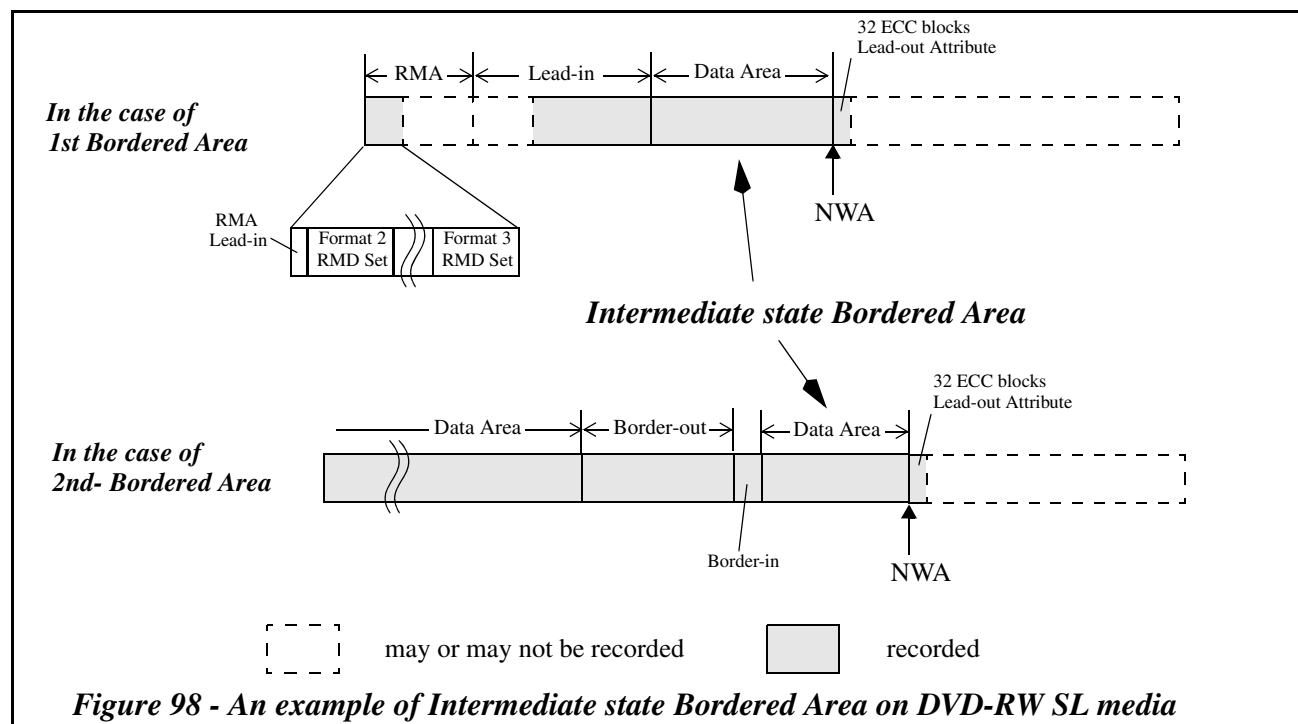 32 ECC blocks
Lead-out Attribute
RMA
Lead-in
Data Area
In the case of
1st Bordered Area
NWA
RMA
Lead-in
Format 2
RMD Set
Format 3
RMD Set
Intermediate state Bordered Area
32 ECC blocks
Lead-out Attribute
Data Area
Border-out
Data Area
In the case of
2nd- Bordered Area
Border-in
NWA
may or may not be recorded
recorded
Figure 98 - An example of Intermediate state Bordered Area on DVD-RW SL media